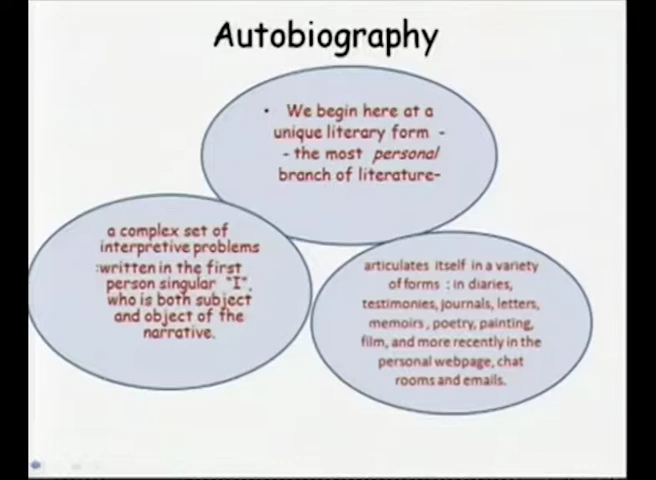 Autobiography
• We begin here at a
unique literary form -
- the most personal
branch of literature-
a complex set of
interpretive problems
:written in the first
person singular "I",
who is both subject
and object of the
narrative.
articulates itself in a variety
of forms : in diaries,
testimonies, journals, letters,
memoirs , poetry, painting,
film, and more recently in the
personal webpage, chat
rooms and emails.